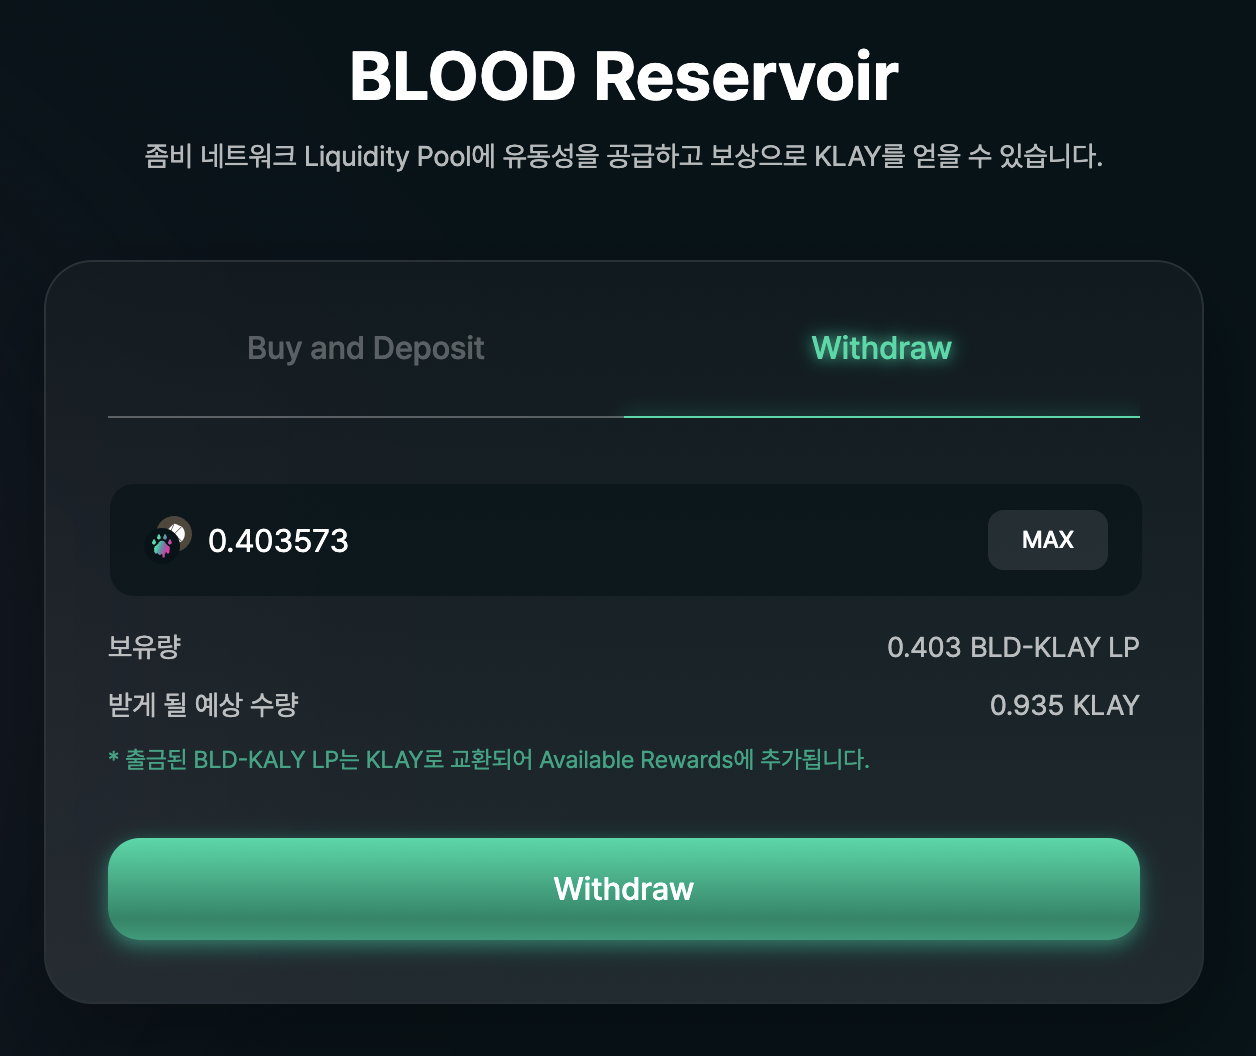 BLOOD Reservoir
좀비 네트워크 Liquidity Pool에 유동성을 공급하고 보상으로 KLAY를 얻을 수 있습니다.
Buy and Deposit
Withdraw
0.403573
MAX
보유량
0.403 BLD-KLAY LP
받게 될 예상 수량
0.935 KLAY
* 출금된 BLD-KALY LP는 KLAY로 교환되어 Available Rewards에 추가됩니다.
Withdraw